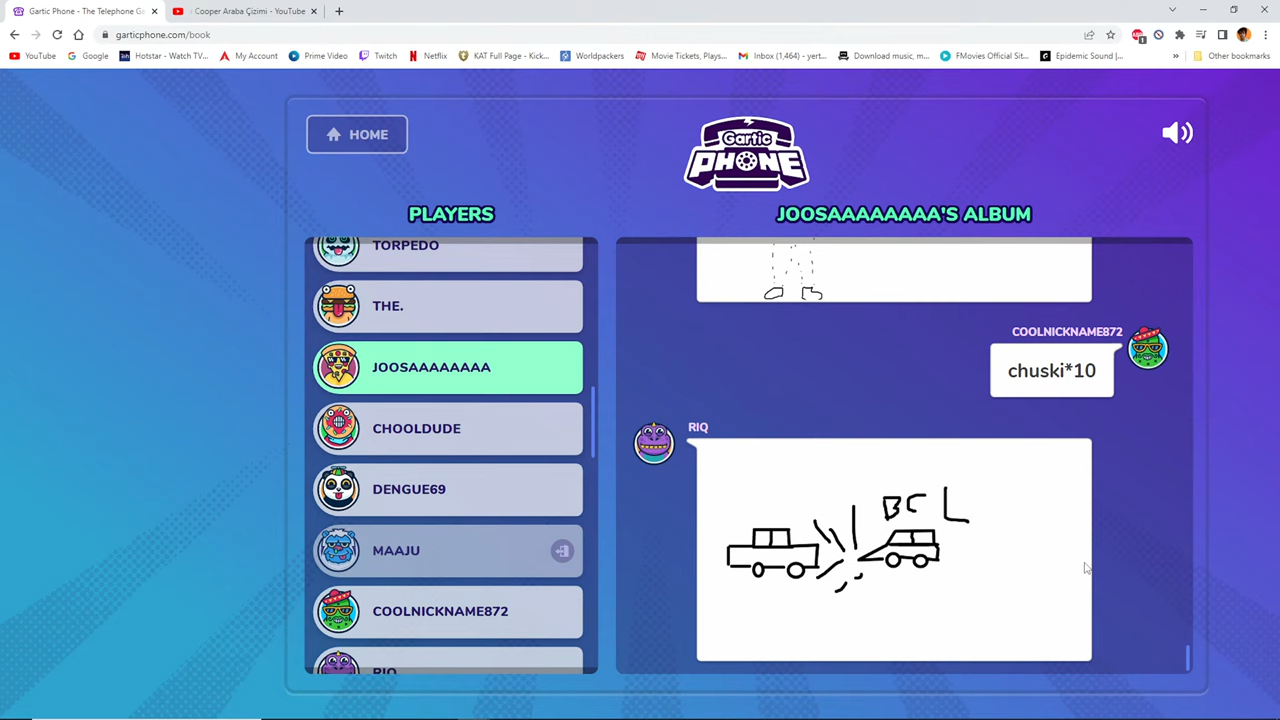 Gartic Phone - The Telephone Ga
Cooper Araba Çizimi - YouTube
garticphone.com/book
1
YouTube
Google
Hotstar - Watch TV...
My Account
Prime Video
Twitch
Netflix
KAT Full Page - Kick...
Worldpackers
Movie Tickets, Play...
Inbox (1,464) - yert...
Download music, m...
FMovies Official Sit...
Epidemic Sound |...
»
Other bookmarks
HOME
Gartic
PHONE
PLAYERS
JOOSAAAAAAAA'S ALBUM
TORPEDO
THE.
JOOSAAAAAAAA
CHOOLDUDE
DENGUE69
MAAJU
COOLNICKNAME872
RIQ
COOLNICKNAME872
chuski*10
RIQ
BCL